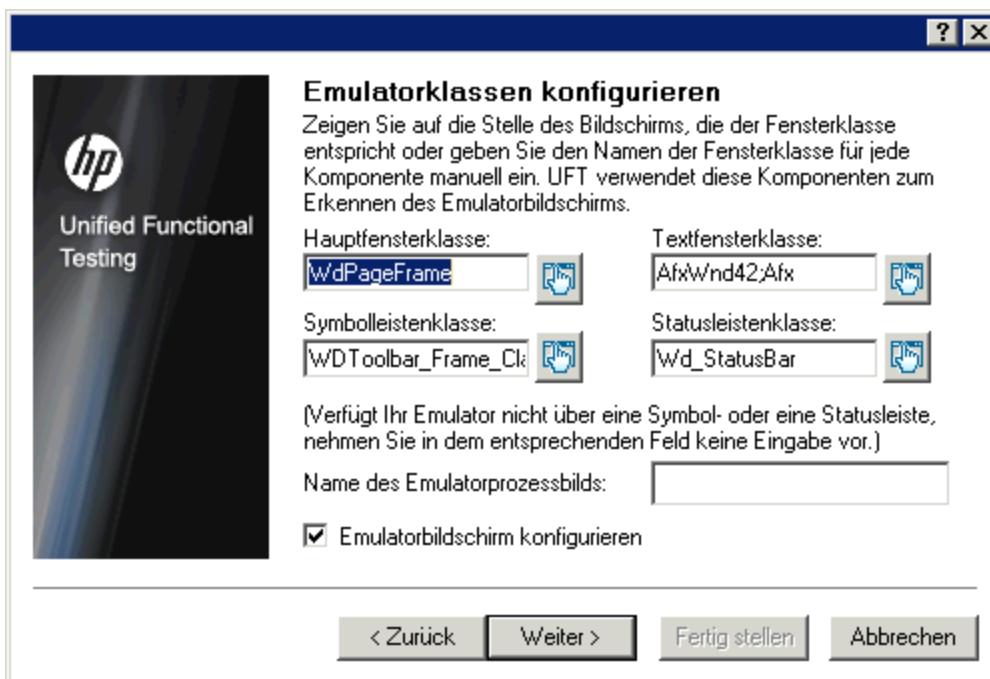 ?
hp
Unified Functional
Testing
Emulatorklassen konfigurieren
Zeigen Sie auf die Stelle des Bildschirms, die der Fensterklasse
entspricht oder geben Sie den Namen der Fensterklasse für jede
Komponente manuell ein. UFT verwendet diese Komponenten zum
Erkennen des Emulatorbildschirms.
Hauptfensterklasse: Textfensterklasse:
WdPageFrame AfxWnd42;Afx
Symbolleistenklasse: Statusleistenklasse:
WDToolbar_Frame_Cla Wd_StatusBar
(Verfügt Ihr Emulator nicht über eine Symbol- oder eine Statusleiste,
nehmen Sie in dem entsprechenden Feld keine Eingabe vor.)
Name des Emulatorprozessbilds:
Emulatorbildschirm konfigurieren
< Zurück Weiter > Fertig stellen Abbrechen